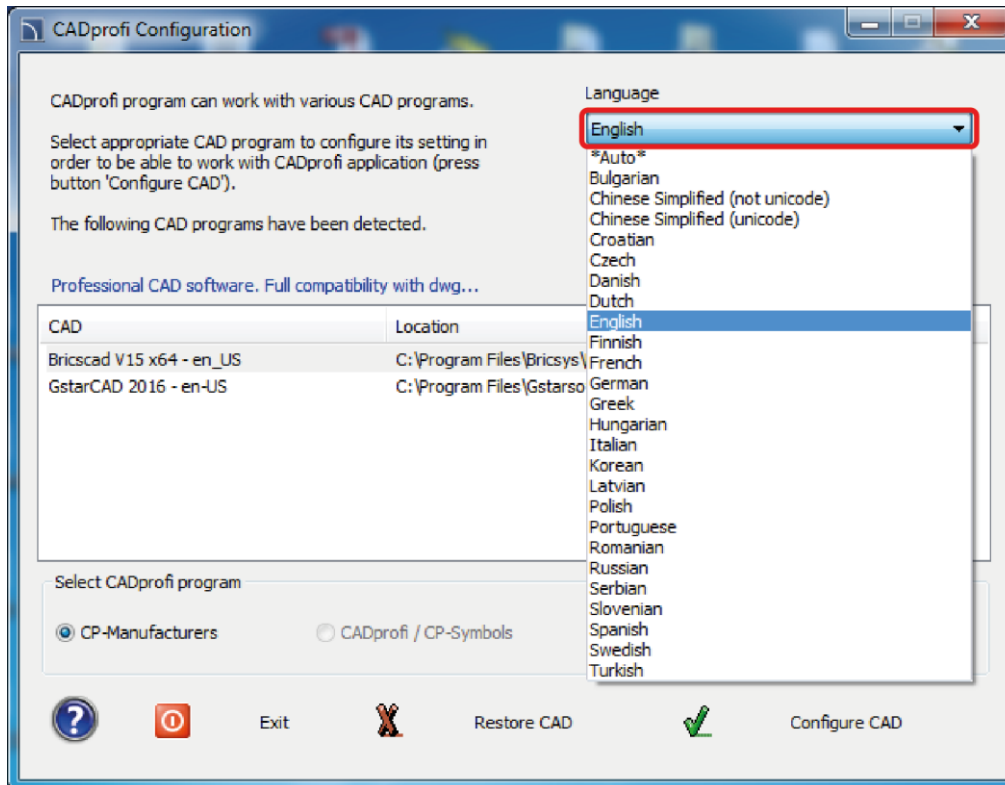 CADprofi Configuration
CADprofi program can work with various CAD programs.
Select appropriate CAD program to configure its setting in
order to be able to work with CADprofi application (press
button 'Configure CAD').
The following CAD programs have been detected.
Language
English
*Auto*
Bulgarian
Chinese Simplified (not unicode)
Chinese Simplified (unicode)
Croatian
Czech
Danish
Dutch
English
Finnish
French
German
Greek
Hungarian
Italian
Korean
Latvian
Polish
Portuguese
Romanian
Russian
Serbian
Slovenian
Spanish
Swedish
Turkish
Professional CAD software. Full compatibility with dwg...
CAD Location
Bricscad V15 x64 - en_US C:\Program Files\Bricsys\
GstarCAD 2016 - en-US C:\Program Files\Gstarso
Select CADprofi program
CP-Manufacturers CADprofi / CP-Symbols
? Exit Restore CAD Configure CAD